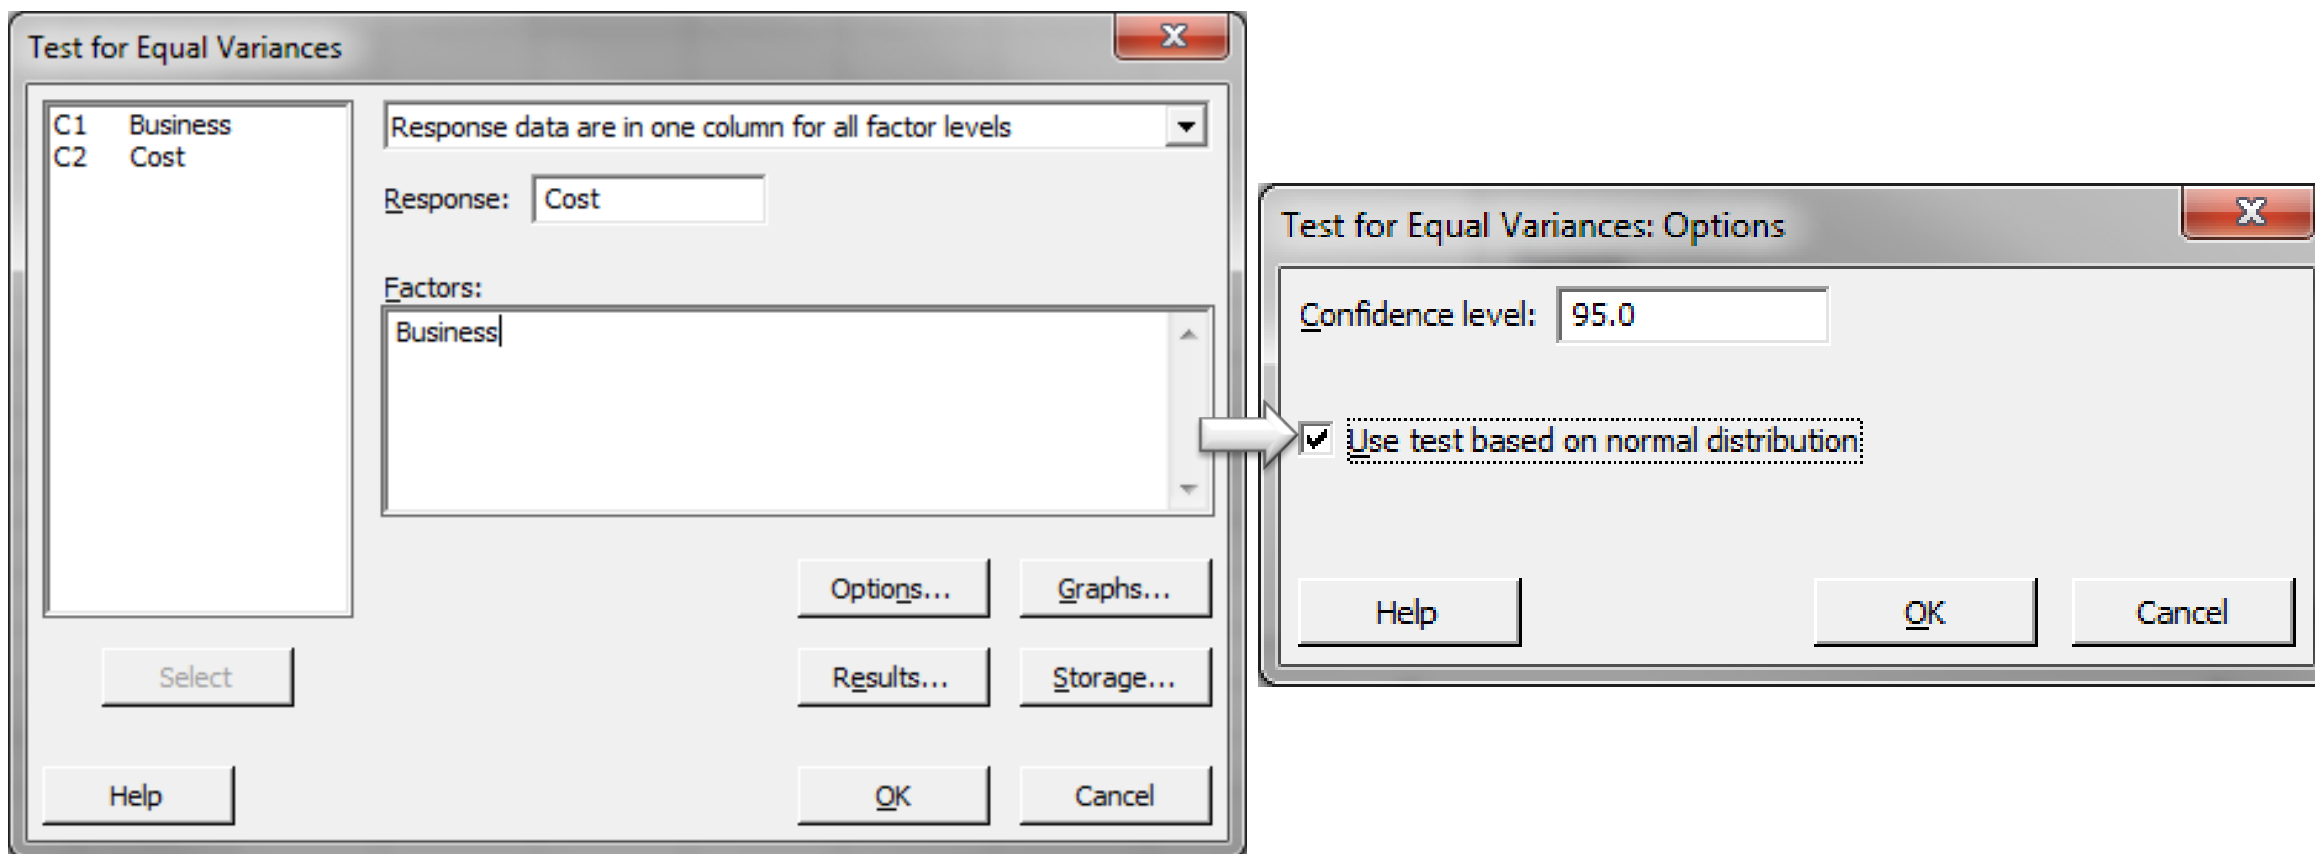 Test for Equal Variances
C1 Business
C2 Cost
Response data are in one column for all factor levels
Response: Cost
Factors:
Business
Options...
Graphs...
Select
Results...
Storage...
Help
OK
Cancel
Test for Equal Variances: Options
Confidence level: 95.0
Use test based on normal distribution
Help
OK
Cancel